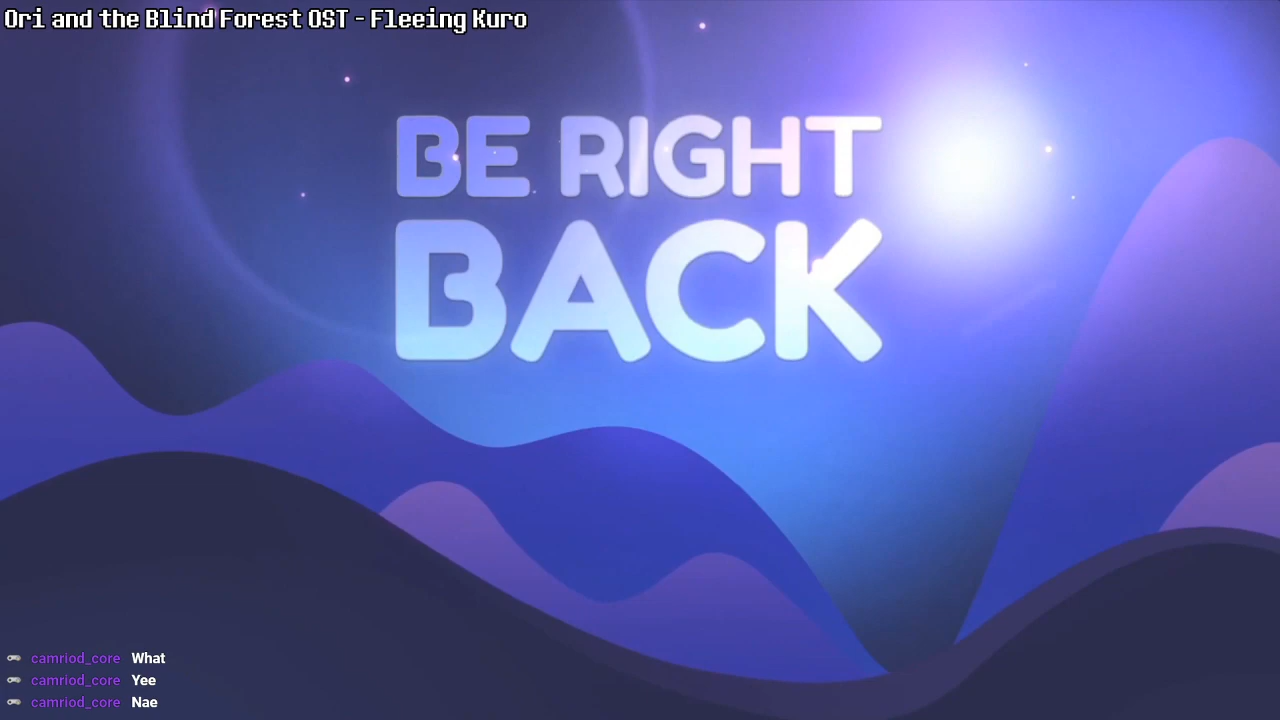 Ori and the Blind Forest OST - Fleeing Kuro
BE RIGHT
BACK
camriod_core What
camriod_core Yee
camriod_core Nae